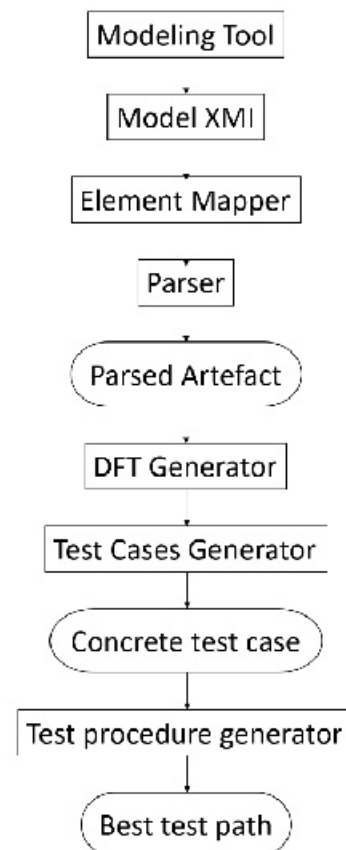 Modeling Tool
Model XMI
Element Mapper
Parser
Parsed Artefact
DFT Generator
Test Cases Generator
Concrete test case
Test procedure generator
Best test path